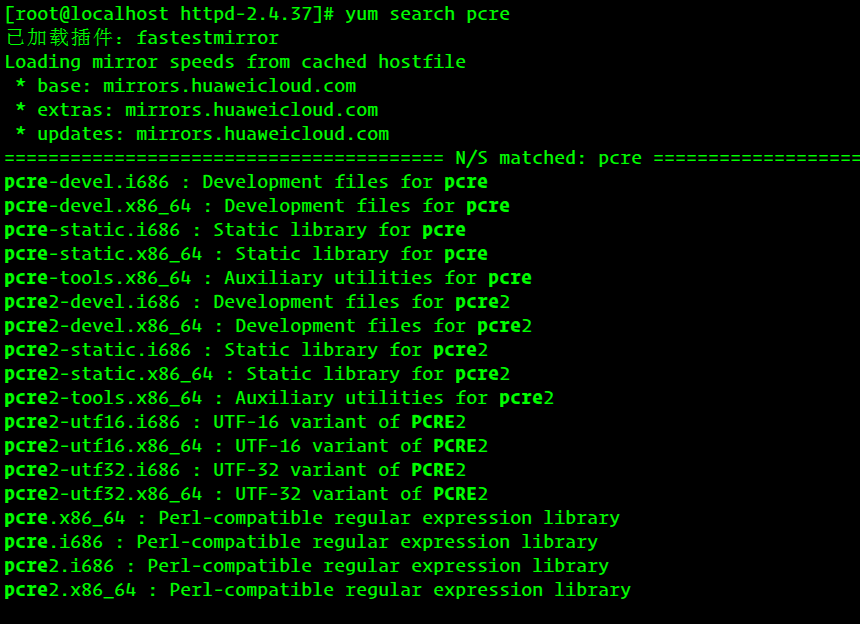 [root@localhost httpd-2.4.37]# yum search pcre
已加载插件：fastestmirror
Loading mirror speeds from cached hostfile
 * base: mirrors.huaweicloud.com
 * extras: mirrors.huaweicloud.com
 * updates: mirrors.huaweicloud.com
======================================== N/S matched: pcre ===================
pcre-devel.i686 : Development files for pcre
pcre-devel.x86_64 : Development files for pcre
pcre-static.i686 : Static library for pcre
pcre-static.x86_64 : Static library for pcre
pcre-tools.x86_64 : Auxiliary utilities for pcre
pcre2-devel.i686 : Development files for pcre2
pcre2-devel.x86_64 : Development files for pcre2
pcre2-static.i686 : Static library for pcre2
pcre2-static.x86_64 : Static library for pcre2
pcre2-tools.x86_64 : Auxiliary utilities for pcre2
pcre2-utf16.i686 : UTF-16 variant of PCRE2
pcre2-utf16.x86_64 : UTF-16 variant of PCRE2
pcre2-utf32.i686 : UTF-32 variant of PCRE2
pcre2-utf32.x86_64 : UTF-32 variant of PCRE2
pcre.x86_64 : Perl-compatible regular expression library
pcre.i686 : Perl-compatible regular expression library
pcre2.i686 : Perl-compatible regular expression library
pcre2.x86_64 : Perl-compatible regular expression library